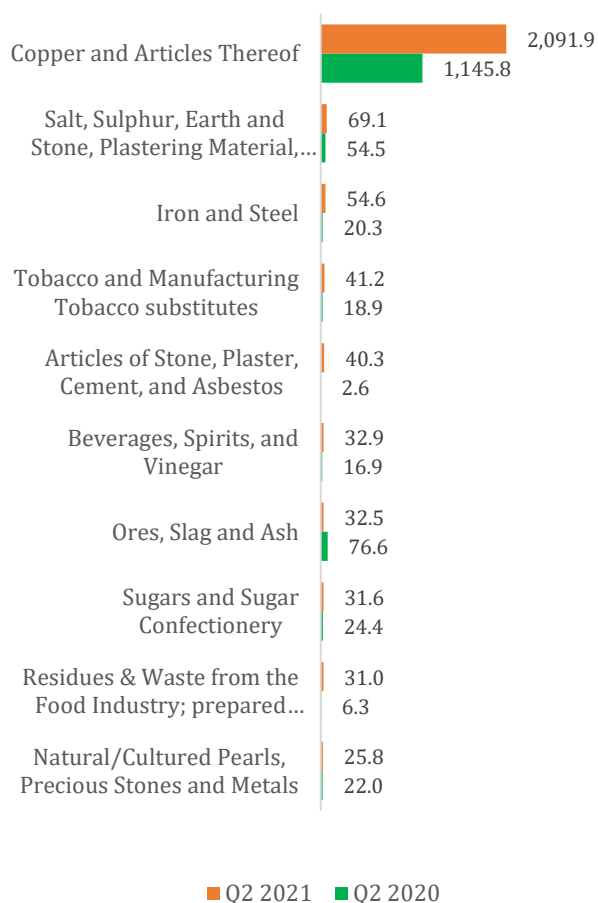 Copper and Articles Thereof
2,091.9
1,145.8
Salt, Sulphur, Earth and
Stone, Plastering Material,...
69.1
54.5
Iron and Steel
54.6
20.3
Tobacco and Manufacturing
Tobacco substitutes
41.2
18.9
Articles of Stone, Plaster,
Cement, and Asbestos
40.3
2.6
Beverages, Spirits, and
Vinegar
32.9
16.9
Ores, Slag and Ash
32.5
76.6
Sugars and Sugar
Confectionery
31.6
24.4
Residues & Waste from the
Food Industry; prepared...
31.0
6.3
Natural/Cultured Pearls,
Precious Stones and Metals
25.8
22.0
Q2 2021 Q2 2020